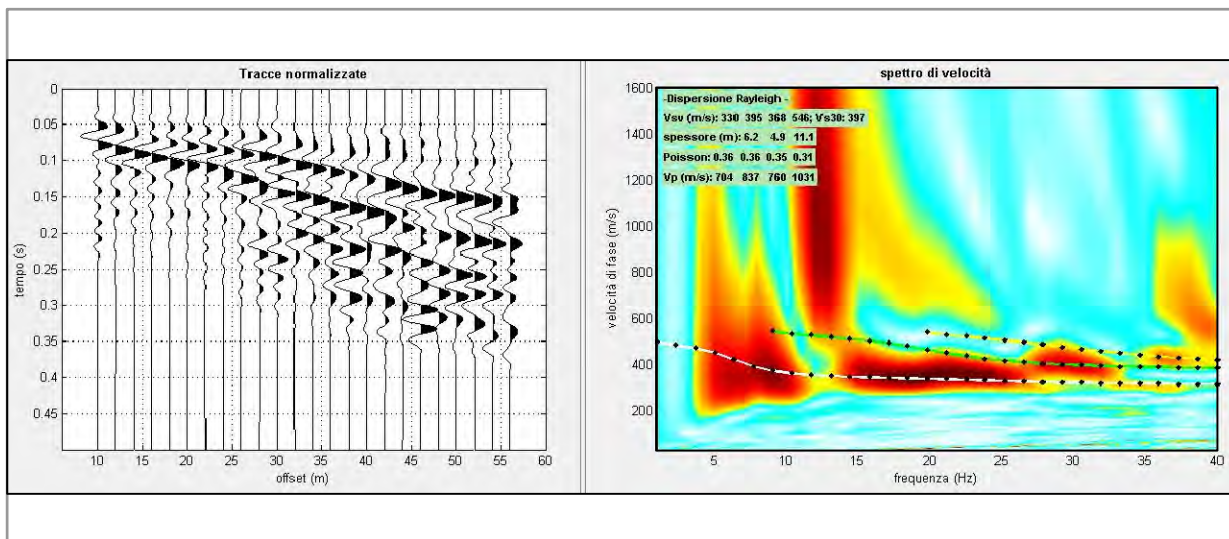 Tracce normalizzate
0
0.05
0.1
0.15
0.2
0.25
0.3
0.35
0.4
0.45
tempo (s)
10 15 20 25 30 35 40 45 50 55 60
offset (m)
spettro di velocità
-Dispersione Rayleigh -
Vsv (m/s): 330 395 368 546; Vs30: 397
spessore (m): 6.2 4.9 11.1
Poisson: 0.36 0.36 0.35 0.31
Vp (m/s): 704 837 760 1031
1600
1400
1200
1000
800
600
400
200
velocità di fase (m/s)
5 10 15 20 25 30 35 40
frequenza (Hz)